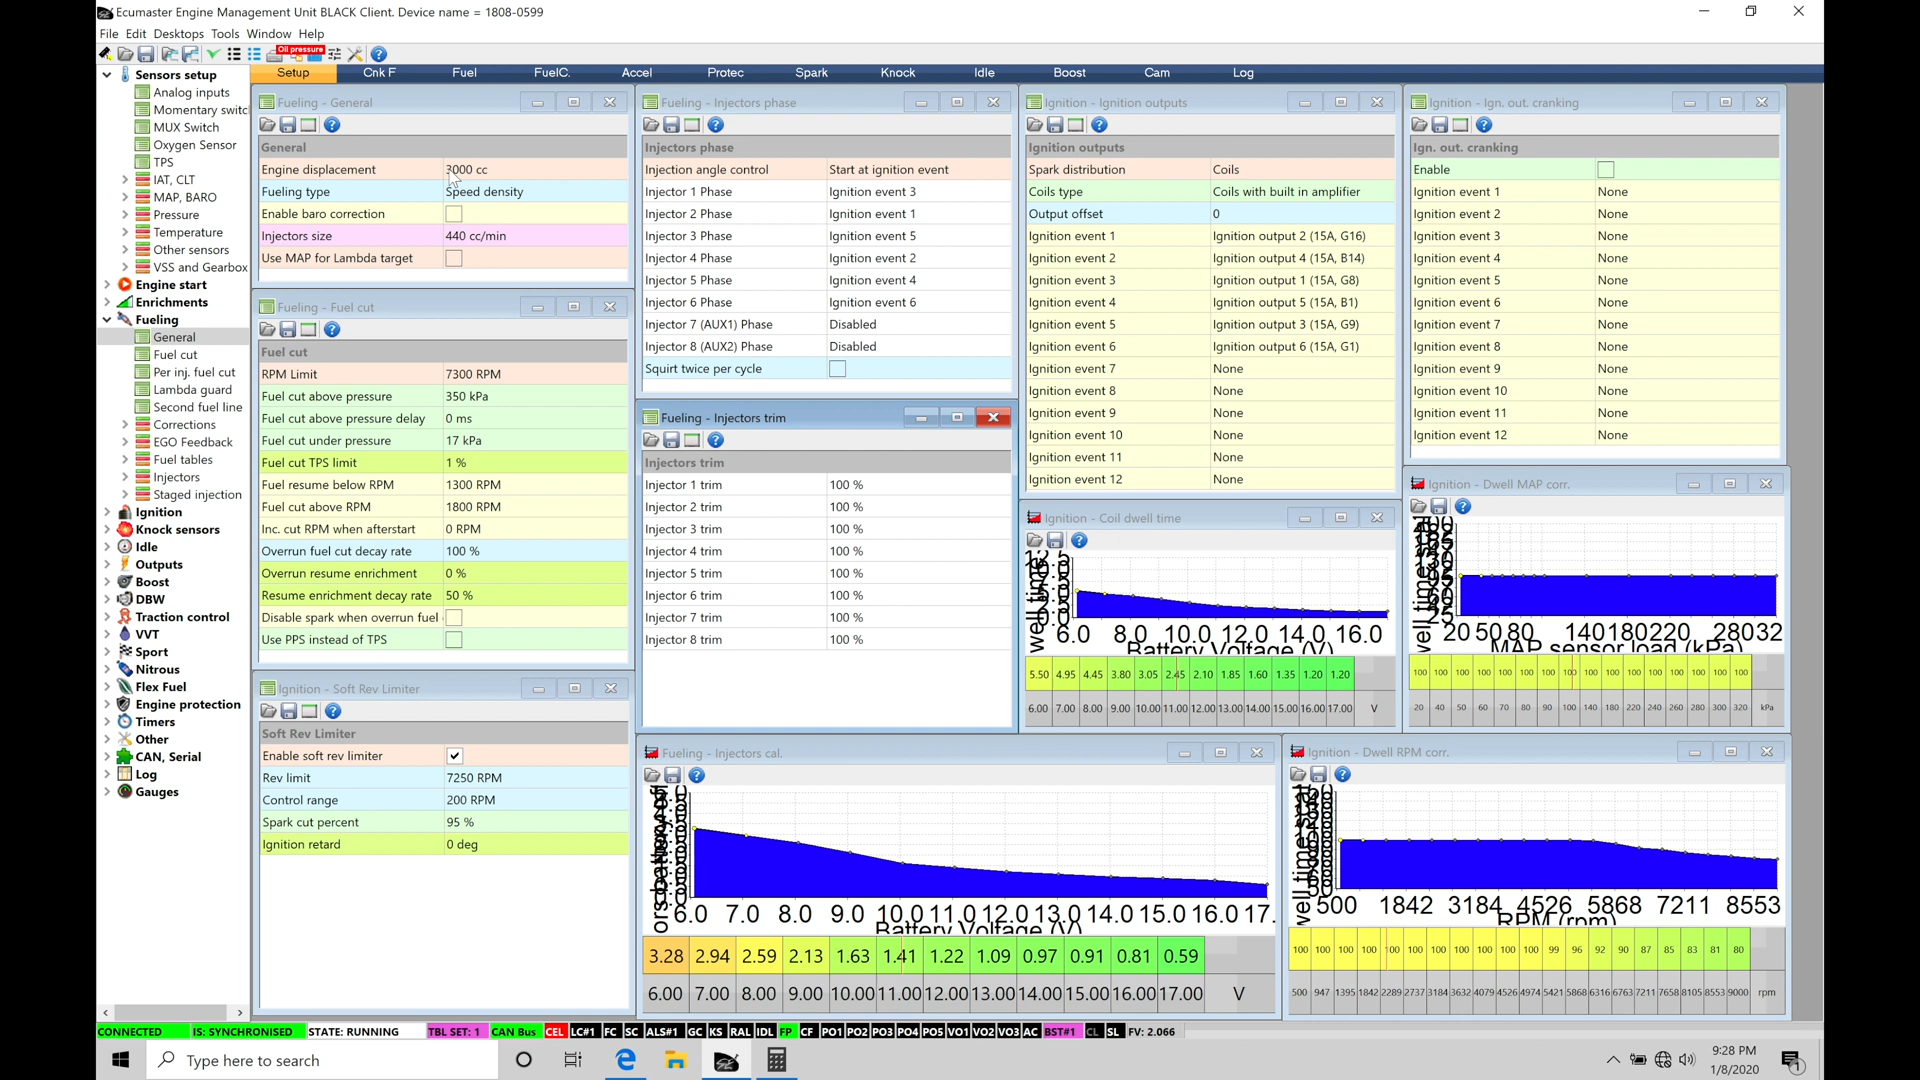 Ecumaster Engine Management Unit BLACK Client. Device name = 1808-0599
File Edit Desktops Tools Window Help
Oil pressure
Setup Cnk F Fuel FuelC. Accel Protec Spark Knock Idle Boost Cam Log
Sensors setup
Analog inputs
Momentary switc
MUX Switch
Oxygen Sensor
TPS
IAT, CLT
MAP, BARO
Pressure
Temperature
Other sensors
VSS and Gearbox
Engine start
Enrichments
Fueling
General
Fuel cut
Per inj. fuel cut
Lambda guard
Second fuel line
Corrections
EGO Feedback
Fuel tables
Injectors
Staged injection
Ignition
Knock sensors
Idle
Outputs
Boost
DBW
Traction control
VVT
Sport
Nitrous
Flex Fuel
Engine protection
Timers
Other
CAN, Serial
Log
Gauges
Fueling - General
General
Engine displacement 3000 cc
Fueling type Speed density
Enable baro correction
Injectors size 440 cc/min
Use MAP for Lambda target
Fueling - Fuel cut
Fuel cut
RPM Limit 7300 RPM
Fuel cut above pressure 350 kPa
Fuel cut above pressure delay 0 ms
Fuel cut under pressure 17 kPa
Fuel cut TPS limit 1 %
Fuel resume below RPM 1300 RPM
Fuel cut above RPM 1800 RPM
Inc. cut RPM when afterstart 0 RPM
Overrun fuel cut decay rate 100 %
Overrun resume enrichment 0 %
Resume enrichment decay rate 50 %
Disable spark when overrun fuel
Use PPS instead of TPS
Ignition - Soft Rev Limiter
Soft Rev Limiter
Enable soft rev limiter
Rev limit 7250 RPM
Control range 200 RPM
Spark cut percent 95 %
Ignition retard 0 deg
Fueling - Injectors phase
Injectors phase
Injection angle control Start at ignition event
Injector 1 Phase Ignition event 3
Injector 2 Phase Ignition event 1
Injector 3 Phase Ignition event 5
Injector 4 Phase Ignition event 2
Injector 5 Phase Ignition event 4
Injector 6 Phase Ignition event 6
Injector 7 (AUX1) Phase Disabled
Injector 8 (AUX2) Phase Disabled
Squirt twice per cycle
Fueling - Injectors trim
Injectors trim
Injector 1 trim 100 %
Injector 2 trim 100 %
Injector 3 trim 100 %
Injector 4 trim 100 %
Injector 5 trim 100 %
Injector 6 trim 100 %
Injector 7 trim 100 %
Injector 8 trim 100 %
Ignition - Ignition outputs
Ignition outputs
Spark distribution Coils
Coils type Coils with built in amplifier
Output offset 0
Ignition event 1 Ignition output 2 (15A, G16)
Ignition event 2 Ignition output 4 (15A, B14)
Ignition event 3 Ignition output 1 (15A, G8)
Ignition event 4 Ignition output 5 (15A, B1)
Ignition event 5 Ignition output 3 (15A, G9)
Ignition event 6 Ignition output 6 (15A, G1)
Ignition event 7 None
Ignition event 8 None
Ignition event 9 None
Ignition event 10 None
Ignition event 11 None
Ignition event 12 None
Ignition - Ign. out. cranking
Ign. out. cranking
Enable
Ignition event 1 None
Ignition event 2 None
Ignition event 3 None
Ignition event 4 None
Ignition event 5 None
Ignition event 6 None
Ignition event 7 None
Ignition event 8 None
Ignition event 9 None
Ignition event 10 None
Ignition event 11 None
Ignition event 12 None
Ignition - Coil dwell time
6.0 8.0 10.0 12.0 14.0 16.0
Battery Voltage (V)
5.50 4.95 4.45 3.80 3.05 2.45 2.10 1.85 1.60 1.35 1.20 1.20
6.00 7.00 8.00 9.00 10.00 11.00 12.00 13.00 14.00 15.00 16.00 17.00 V
Ignition - Dwell MAP corr.
20 50 80 140 180 220 280 32
MAP sensor load (kPa)
100 100 100 100 100 100 100 100 100 100 100 100 100 100 100 100
20 40 50 60 70 80 90 100 140 180 220 240 260 280 300 320 kPa
Fueling - Injectors cal.
6.0 7.0 8.0 9.0 10.0 11.0 12.0 13.0 14.0 15.0 16.0 17.
Battery Voltage (V)
3.28 2.94 2.59 2.13 1.63 1.41 1.22 1.09 0.97 0.91 0.81 0.59
6.00 7.00 8.00 9.00 10.00 11.00 12.00 13.00 14.00 15.00 16.00 17.00 V
Ignition - Dwell RPM corr.
500 1842 3184 4526 5868 7211 8553
RPM (rpm)
100 100 100 100 100 100 100 100 100 100 100 99 96 92 90 87 85 83 81 80
500 947 1395 1842 2289 2737 3184 3632 4079 4526 4974 5421 5868 6316 6763 7211 7658 8105 8553 9000 rpm
CONNECTED IS: SYNCHRONISED STATE: RUNNING TBL SET: 1 CAN Bus CEL LC#1 FC SC ALS#1 GC KS RAL IDL FP CF PO1 PO2 PO3 PO4 PO5 VO1 VO2 VO3 AC BST#1 CL SL FV: 2.066
Type here to search
9:28 PM
1/8/2020
1